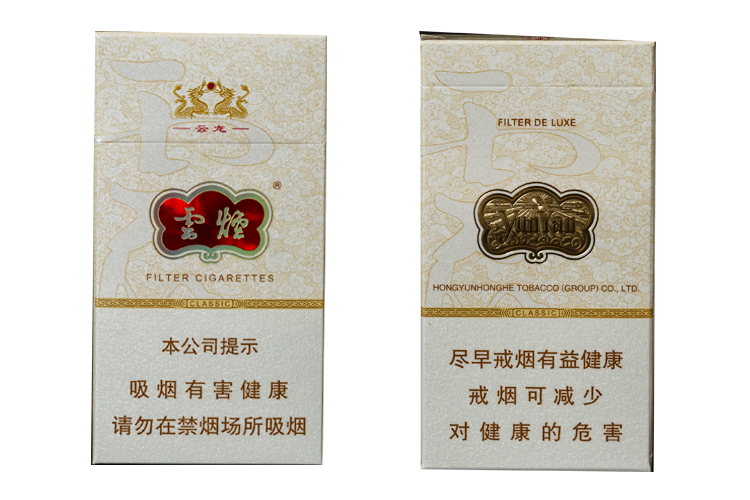 云龙
®
雲煙
FILTER CIGARETTES
CLASSIC
本公司提示
吸烟有害健康
请勿在禁烟场所吸烟
FILTER DE LUXE
YunYan
HONGYUNHONGHE TOBACCO (GROUP) CO., LTD.
CLASSIC
尽早戒烟有益健康
戒烟可减少
对健康的危害